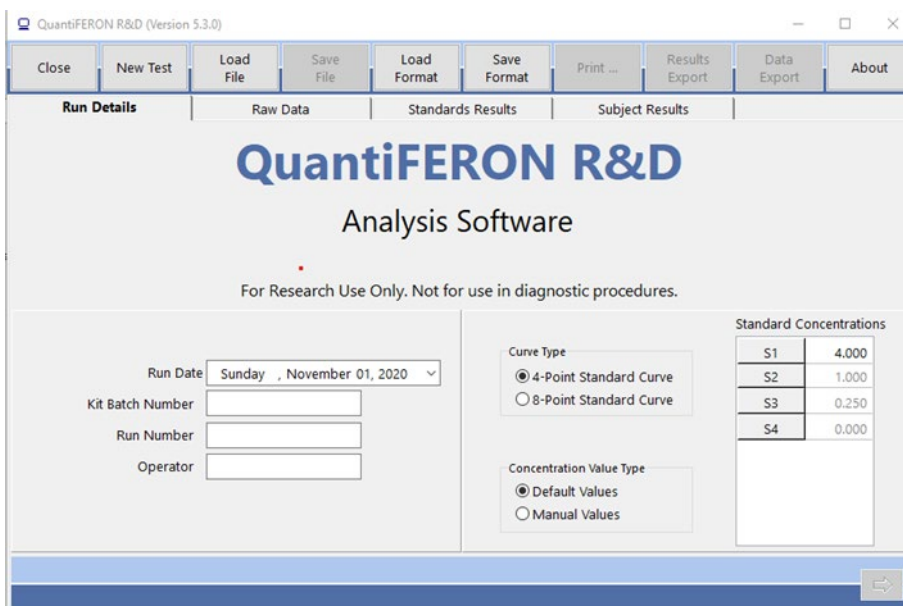 QuantiFERON R&D (Version 5.3.0)
Close
New Test
Load File
Save File
Load Format
Save Format
Print ...
Results Export
Data Export
About
Run Details
Raw Data
Standards Results
Subject Results
QuantiFERON R&D
Analysis Software
For Research Use Only. Not for use in diagnostic procedures.
Run Date Sunday , November 01, 2020
Kit Batch Number
Run Number
Operator
Curve Type
4-Point Standard Curve
8-Point Standard Curve
Concentration Value Type
Default Values
Manual Values
Standard Concentrations
S1 4.000
S2 1.000
S3 0.250
S4 0.000